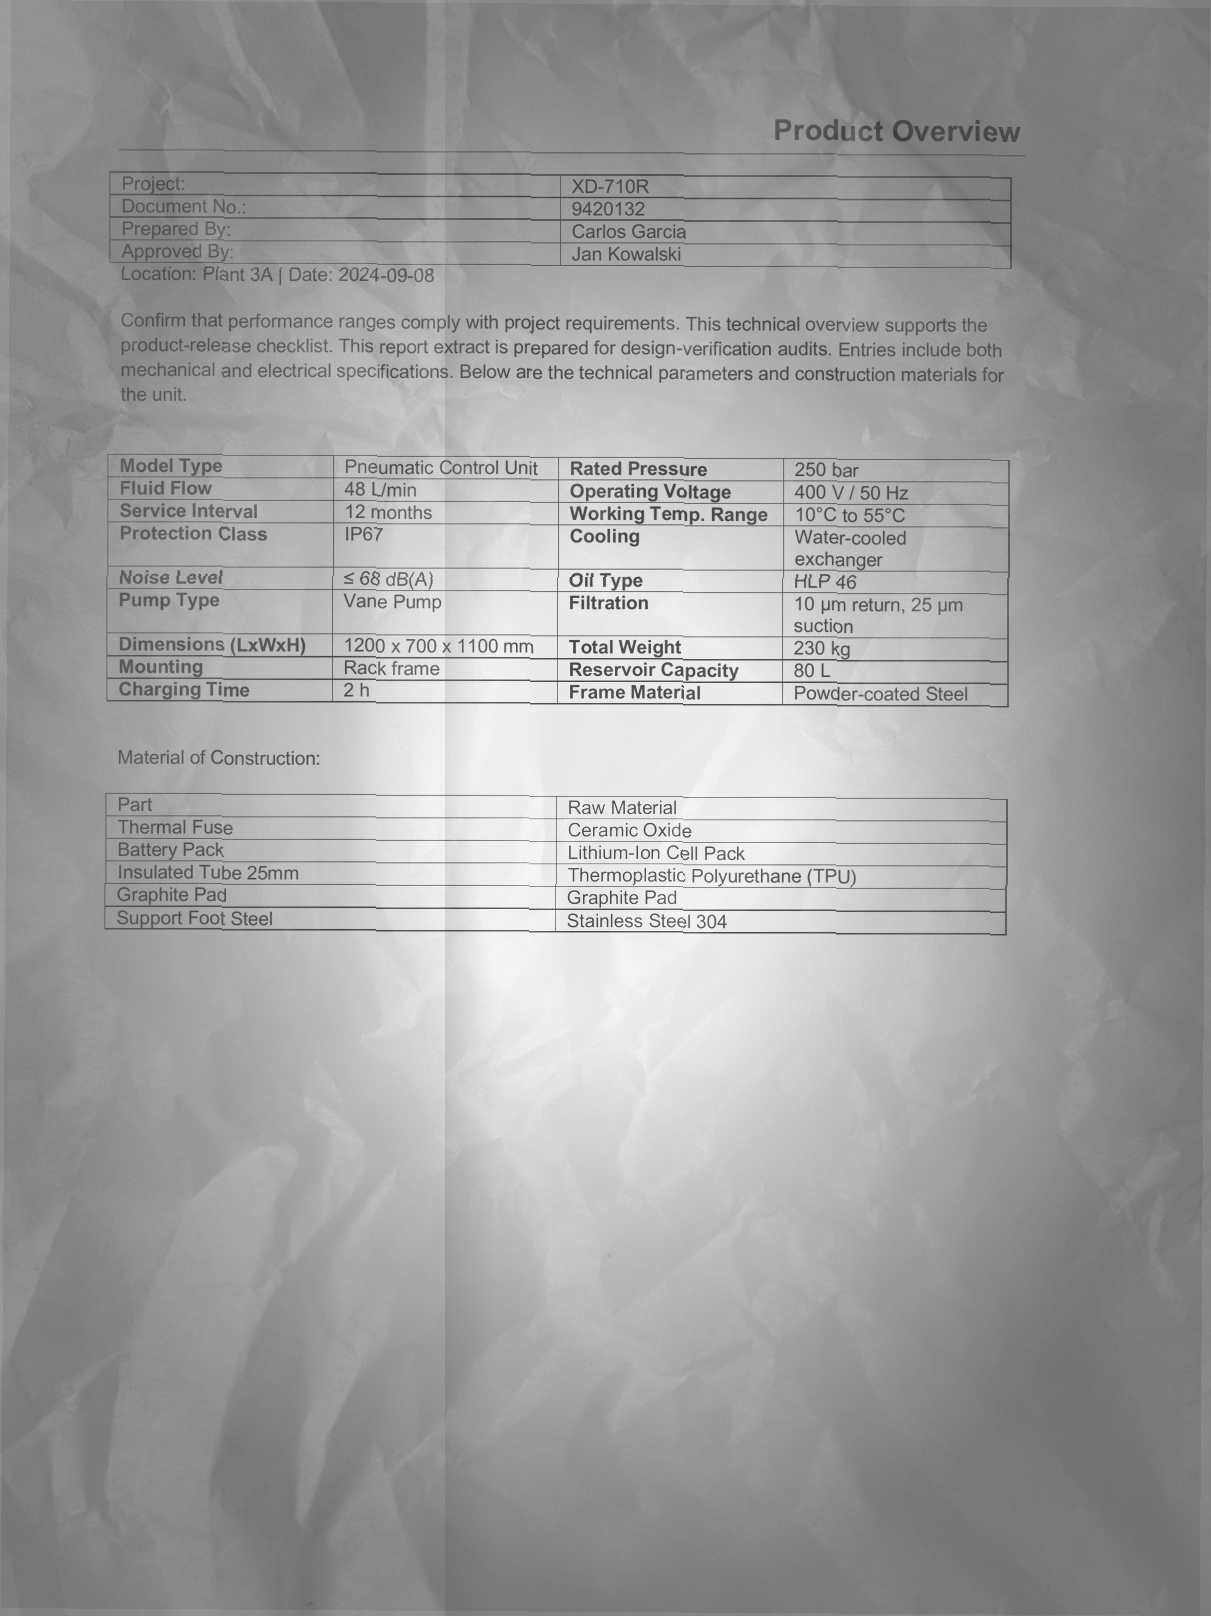 Product Overview
Project: XD-710R
Document No.: 9420132
Prepared By: Carlos Garcia
Approved By: Jan Kowalski
Location: Plant 3A | Date: 2024-09-08
Confirm that performance ranges comply with project requirements. This technical overview supports the
product-release checklist. This report extract is prepared for design-verification audits. Entries include both
mechanical and electrical specifications. Below are the technical parameters and construction materials for
the unit.
Model Type Pneumatic Control Unit Rated Pressure 250 bar
Fluid Flow 48 L/min Operating Voltage 400 V / 50 Hz
Service Interval 12 months Working Temp. Range 10°C to 55°C
Protection Class IP67 Cooling Water-cooled
exchanger
Noise Level ≤ 68 dB(A) Oil Type HLP 46
Pump Type Vane Pump Filtration 10 µm return, 25 µm
suction
Dimensions (LxWxH) 1200 x 700 x 1100 mm Total Weight 230 kg
Mounting Rack frame Reservoir Capacity 80 L
Charging Time 2 h Frame Material Powder-coated Steel
Material of Construction:
Part Raw Material
Thermal Fuse Ceramic Oxide
Battery Pack Lithium-Ion Cell Pack
Insulated Tube 25mm Thermoplastic Polyurethane (TPU)
Graphite Pad Graphite Pad
Support Foot Steel Stainless Steel 304